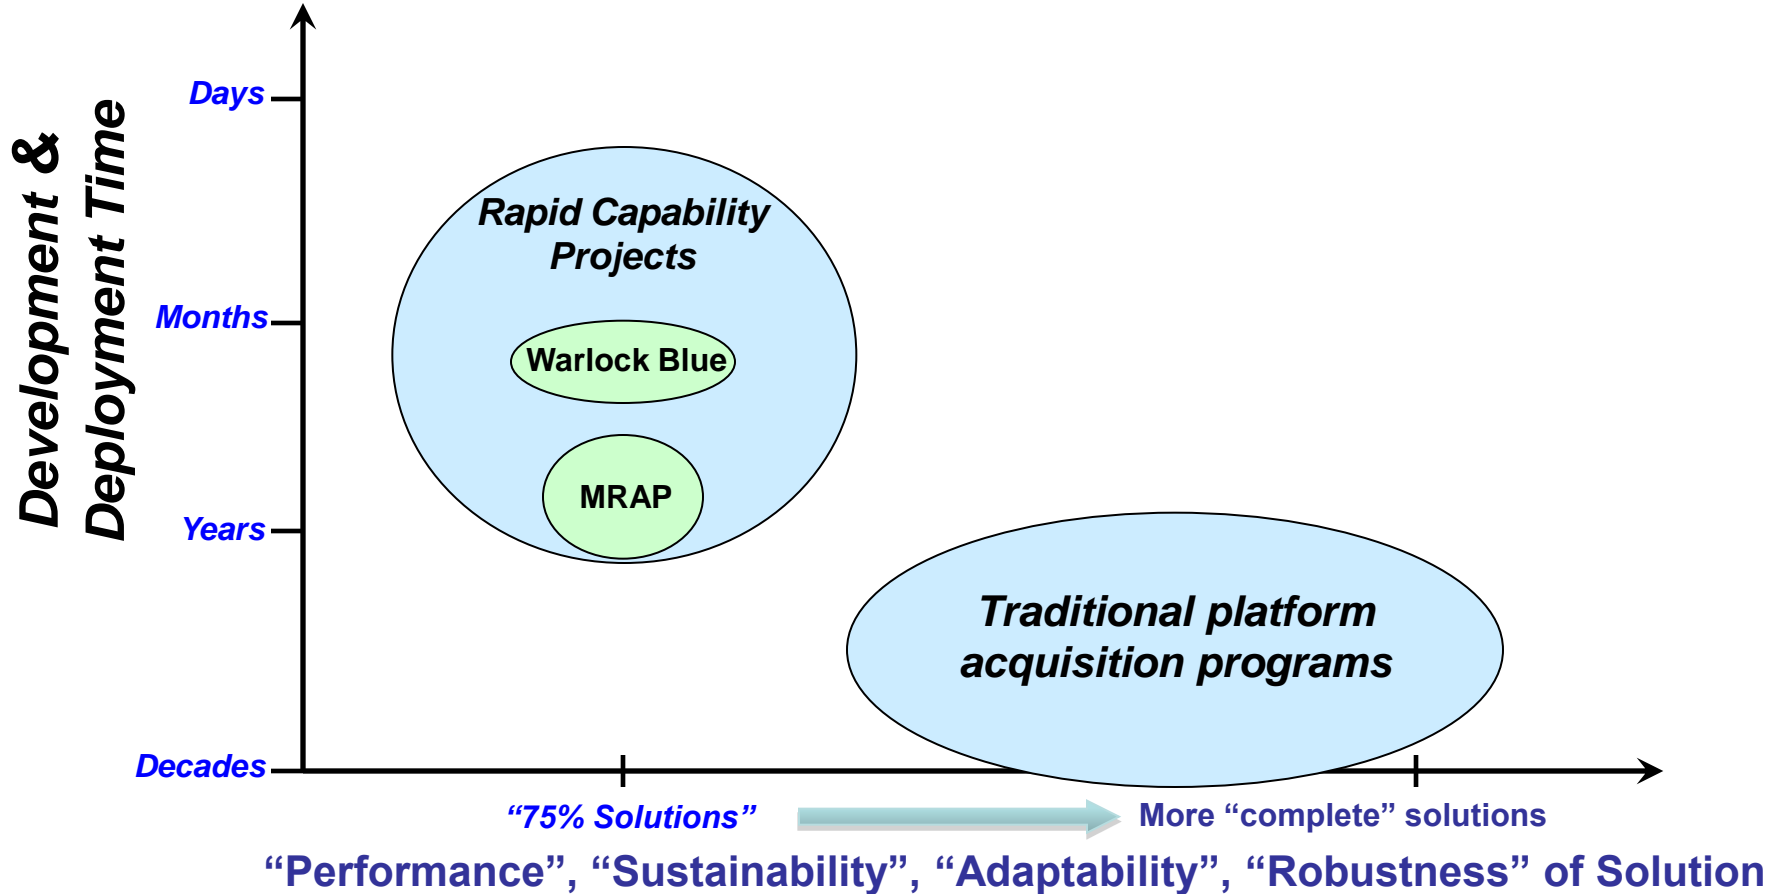 Development &
Deployment Time
Days
Months
Years
Decades
Rapid Capability
Projects
Warlock Blue
MRAP
Traditional platform
acquisition programs
“75% Solutions”
More “complete” solutions
“Performance”, “Sustainability”, “Adaptability”, “Robustness” of Solution